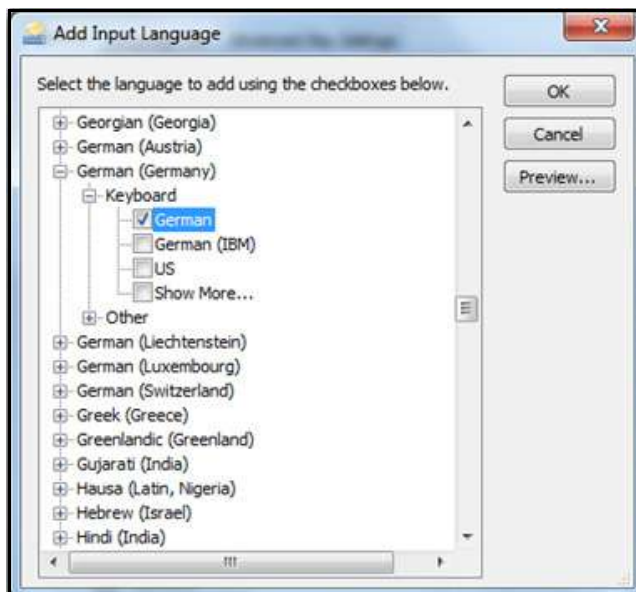 Add Input Language
Select the language to add using the checkboxes below.
OK
Cancel
Preview...
Georgian (Georgia)
German (Austria)
German (Germany)
Keyboard
German
German (IBM)
US
Show More...
Other
German (Liechtenstein)
German (Luxembourg)
German (Switzerland)
Greek (Greece)
Greenlandic (Greenland)
Gujarati (India)
Hausa (Latin, Nigeria)
Hebrew (Israel)
Hindi (India)